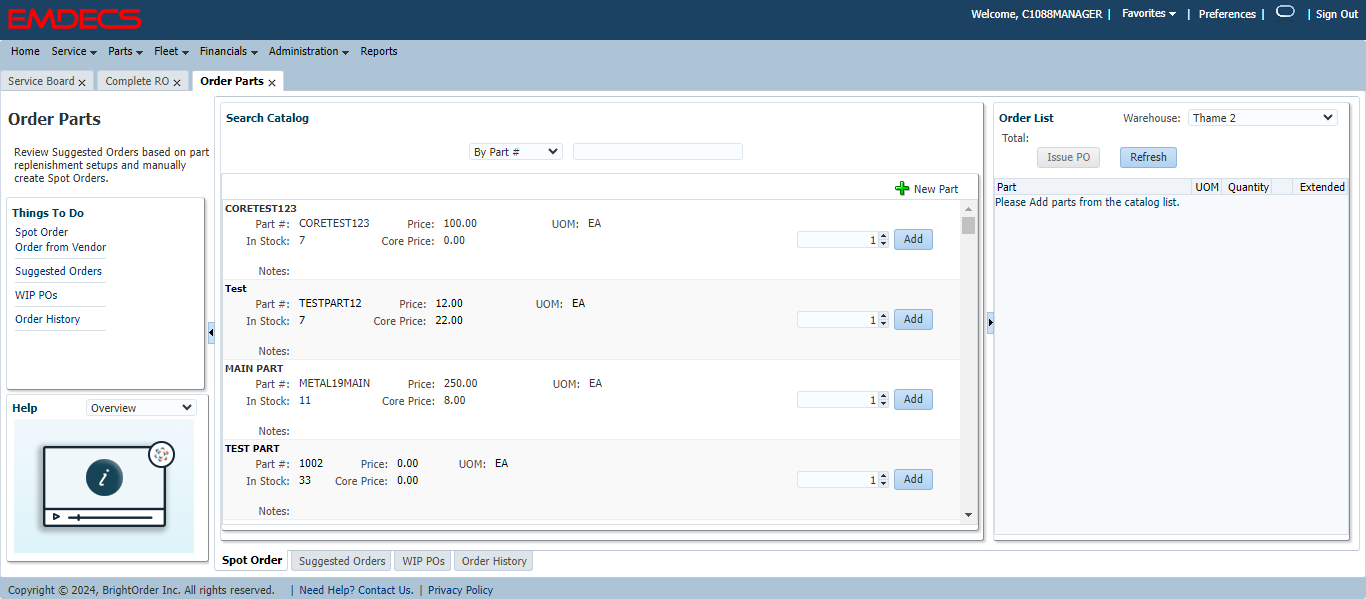 EMDECS
Welcome, C1088MANAGER | Favorites | Preferences | | Sign Out
Home Service Parts Fleet Financials Administration Reports
Service Board x Complete RO x Order Parts x
Order Parts
Review Suggested Orders based on part
replenishment setups and manually
create Spot Orders.
Things To Do
Spot Order
Order from Vendor
Suggested Orders
WIP POs
Order History
Help Overview
i
Search Catalog
By Part #
New Part
CORETEST123
Part #: CORETEST123 Price: 100.00 UOM: EA
In Stock: 7 Core Price: 0.00 1 Add
Notes:
Test
Part #: TESTPART12 Price: 12.00 UOM: EA
In Stock: 7 Core Price: 22.00 1 Add
Notes:
MAIN PART
Part #: METAL19MAIN Price: 250.00 UOM: EA
In Stock: 11 Core Price: 8.00 1 Add
Notes:
TEST PART
Part #: 1002 Price: 0.00 UOM: EA
In Stock: 33 Core Price: 0.00 1 Add
Notes:
Order List Warehouse: Thame 2
Total:
Issue PO Refresh
Part UOM Quantity Extended
Please Add parts from the catalog list.
Spot Order Suggested Orders WIP POs Order History
Copyright © 2024, BrightOrder Inc. All rights reserved. | Need Help? Contact Us. | Privacy Policy